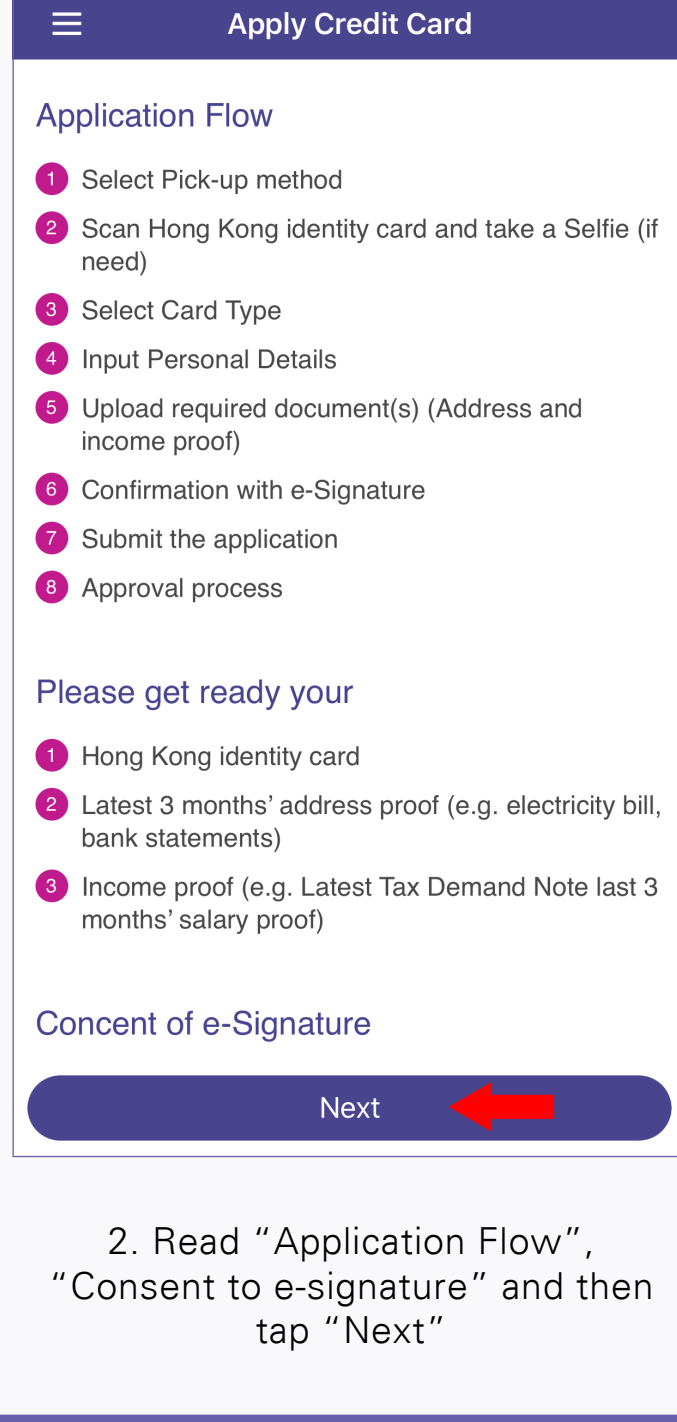 Apply Credit Card
Application Flow
1 Select Pick-up method
2 Scan Hong Kong identity card and take a Selfie (if
need)
3 Select Card Type
4 Input Personal Details
5 Upload required document(s) (Address and
income proof)
6 Confirmation with e-Signature
7 Submit the application
8 Approval process
Please get ready your
1 Hong Kong identity card
2 Latest 3 months’ address proof (e.g. electricity bill,
bank statements)
3 Income proof (e.g. Latest Tax Demand Note last 3
months’ salary proof)
Concent of e-Signature
Next
2. Read “Application Flow”,
“Consent to e-signature” and then
tap “Next”